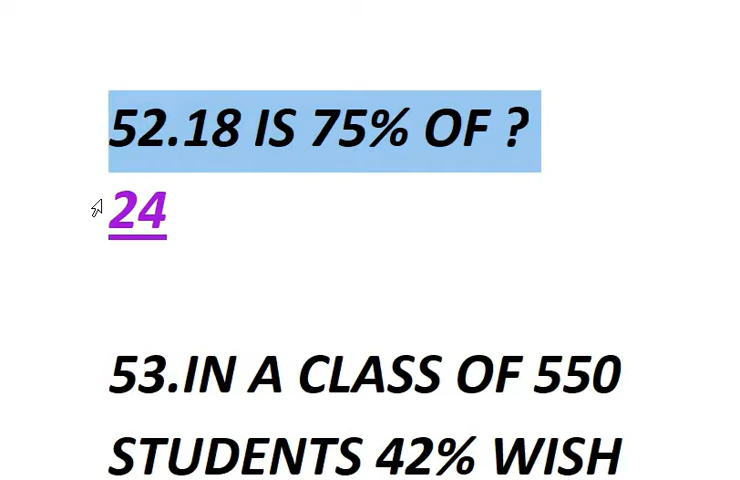 52.18 IS 75% OF ?
24
53.IN A CLASS OF 550
STUDENTS 42% WISH